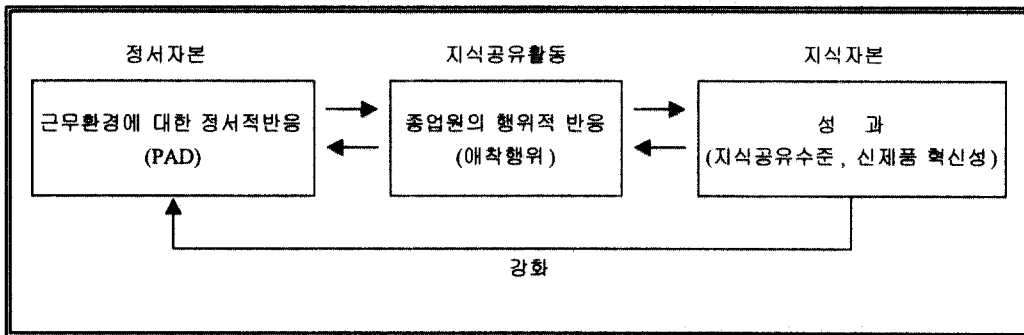 정서자본
지식공유활동
지식자본
근무환경에 대한 정서적반응
(PAD)
종업원의 행위적 반응
(애착행위)
성 과
(지식공유수준, 신제품 혁신성)
강화